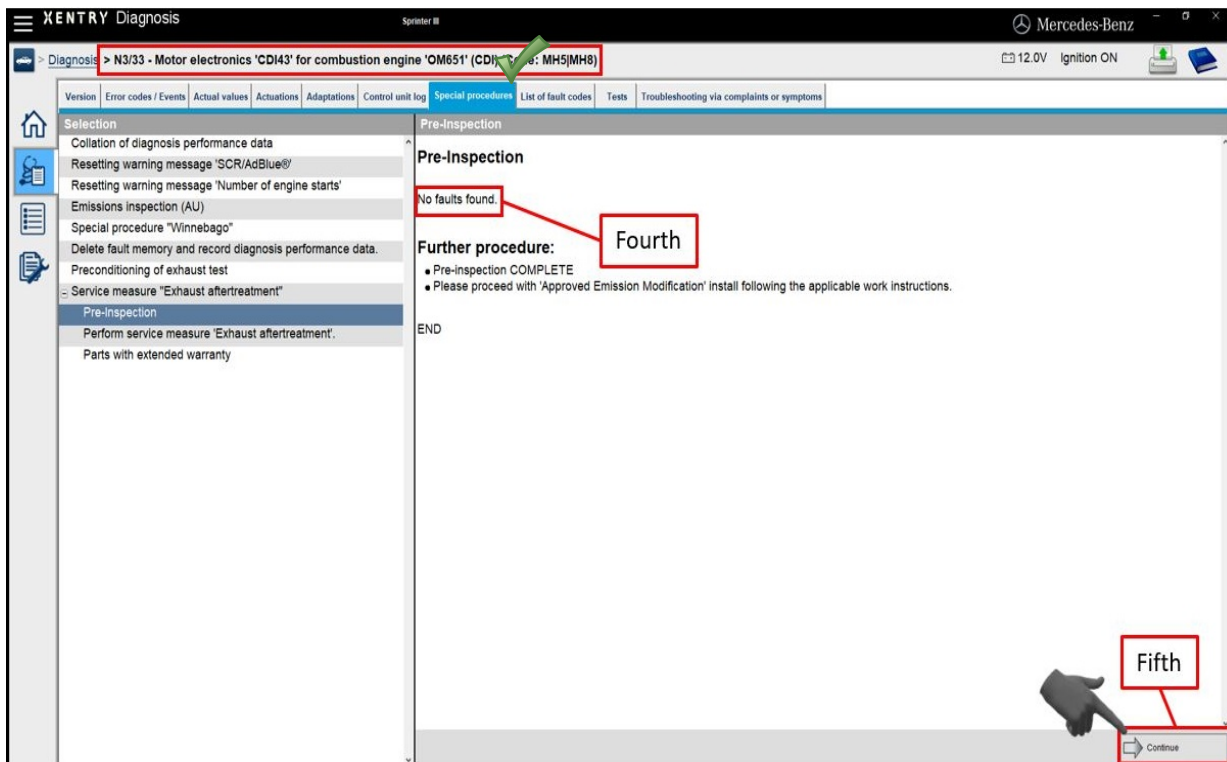 XENTRY Diagnosis
Sprinter III
Mercedes-Benz
> Diagnosis > N3/33 - Motor electronics 'CDI43' for combustion engine 'OM651' (CDI) : MH5|MH8)
12.0V Ignition ON
Version Error codes / Events Actual values Actuations Adaptations Control unit log Special procedures List of fault codes Tests Troubleshooting via complaints or symptoms
Selection
Collation of diagnosis performance data
Resetting warning message 'SCR/AdBlue®'
Resetting warning message 'Number of engine starts'
Emissions inspection (AU)
Special procedure "Winnebago"
Delete fault memory and record diagnosis performance data.
Preconditioning of exhaust test
Service measure "Exhaust aftertreatment"
Pre-Inspection
Perform service measure 'Exhaust aftertreatment'.
Parts with extended warranty
Pre-Inspection
Pre-Inspection
No faults found.
Fourth
Further procedure:
• Pre-inspection COMPLETE
• Please proceed with 'Approved Emission Modification' install following the applicable work instructions.
END
Fifth
Continue